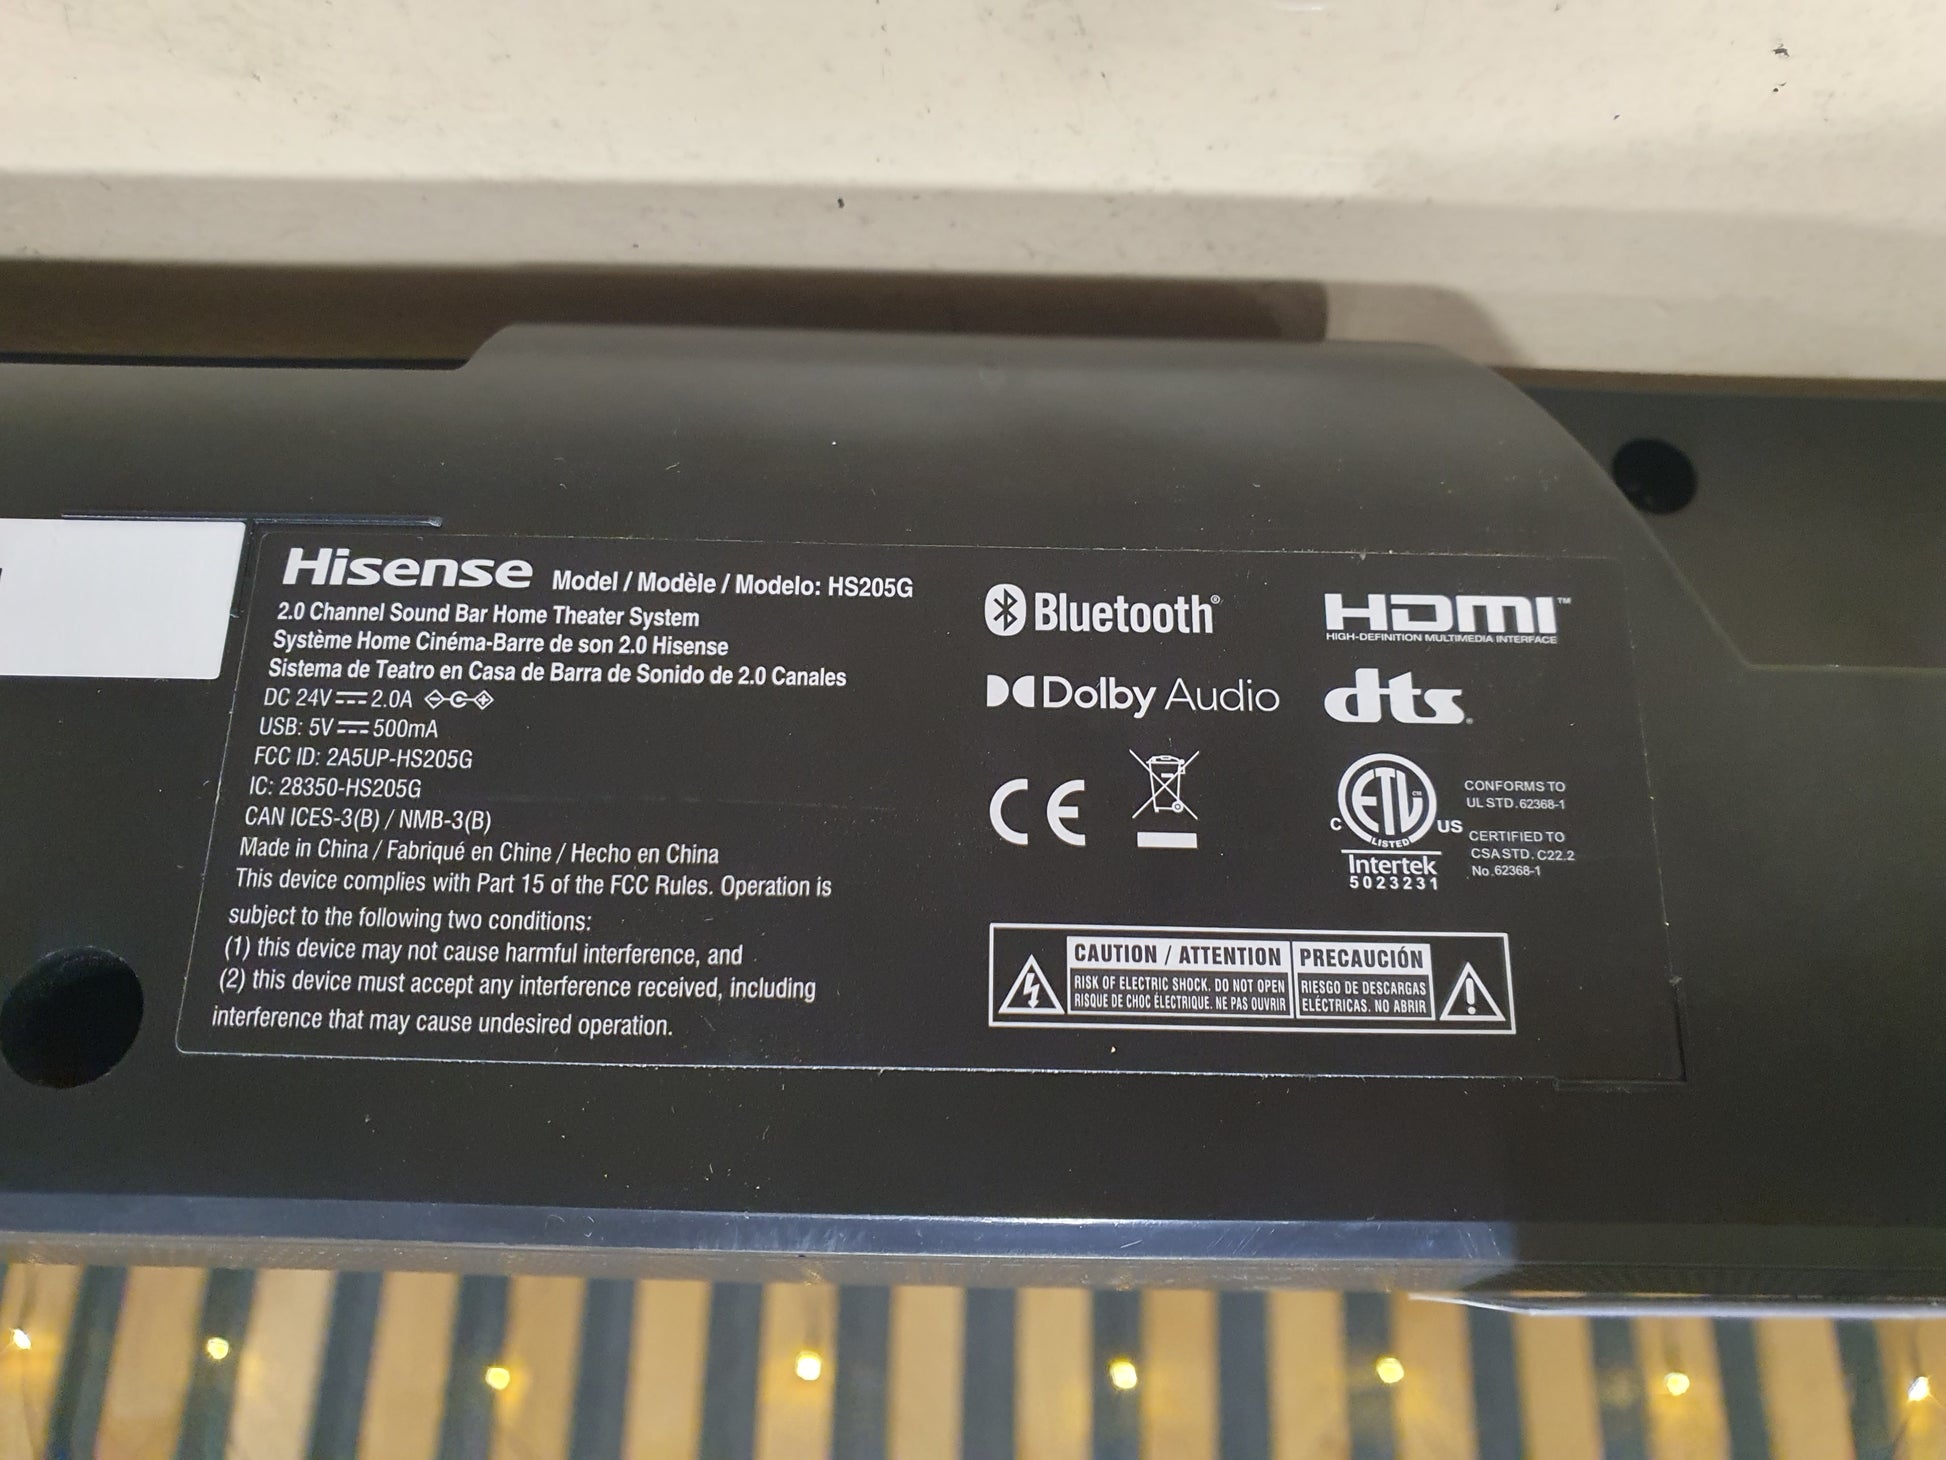 Hisense Model / Modèle / Modelo: HS205G
2.0 Channel Sound Bar Home Theater System
Système Home Cinéma-Barre de son 2.0 Hisense
Sistema de Teatro en Casa de Barra de Sonido de 2.0 Canales
DC 24V⎓2.0A
USB: 5V⎓500mA
FCC ID: 2A5UP-HS205G
IC: 28350-HS205G
CAN ICES-3(B) / NMB-3(B)
Made in China / Fabriqué en Chine / Hecho en China
This device complies with Part 15 of the FCC Rules. Operation is
subject to the following two conditions:
(1) this device may not cause harmful interference, and
(2) this device must accept any interference received, including
interference that may cause undesired operation.
Bluetooth®
HDMI™
HIGH-DEFINITION MULTIMEDIA INTERFACE
Dolby Audio
dts®
CE
ETL™
LISTED
C US
Intertek
5023231
CONFORMS TO
UL STD. 62368-1
CERTIFIED TO
CSA STD. C22.2
No. 62368-1
CAUTION / ATTENTION
RISK OF ELECTRIC SHOCK. DO NOT OPEN
RISQUE DE CHOC ÉLECTRIQUE. NE PAS OUVRIR
PRECAUCIÓN
RIESGO DE DESCARGAS
ELÉCTRICAS. NO ABRIR